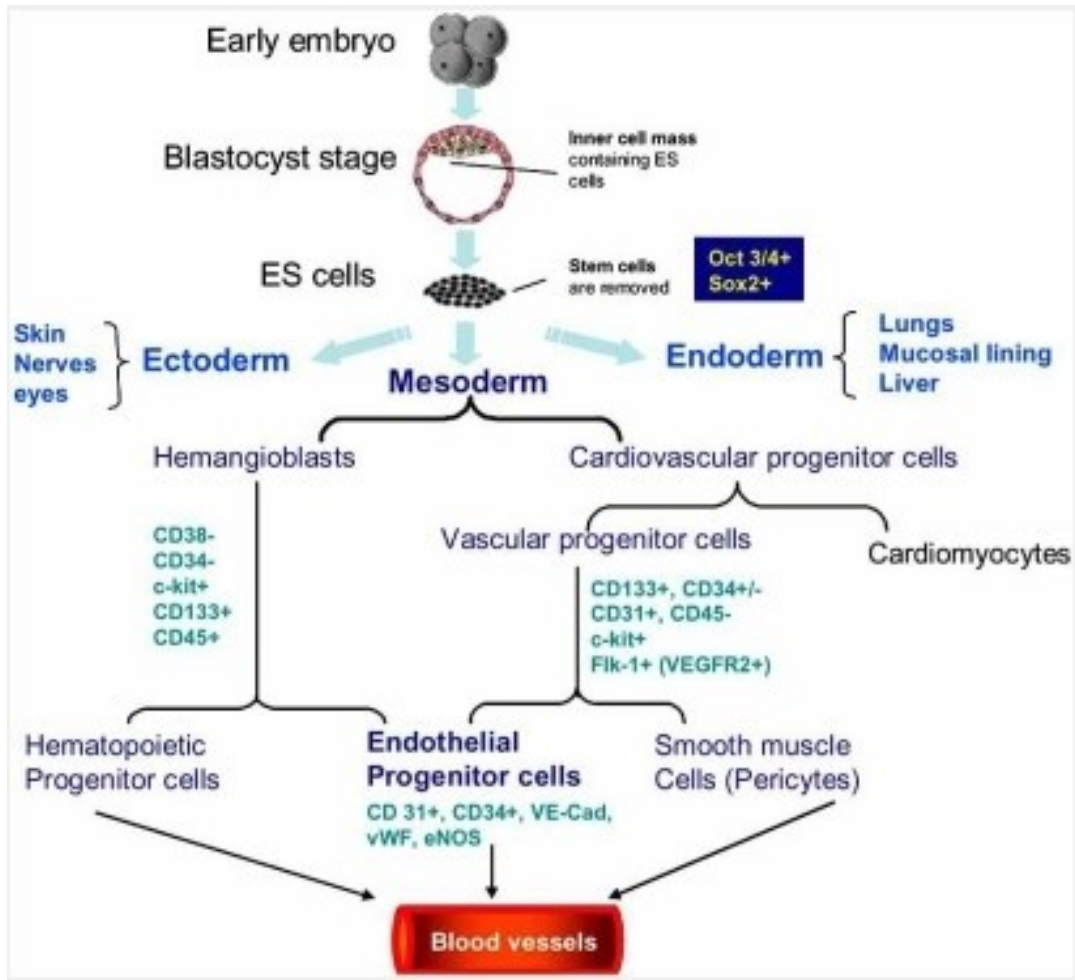 Early embryo
Blastocyst stage
Inner cell mass
containing ES
cells
ES cells
Stem cells
are removed
Oct 3/4+
Sox2+
Skin
Nerves
eyes
Ectoderm
Mesoderm
Endoderm
Lungs
Mucosal lining
Liver
Hemangioblasts
Cardiovascular progenitor cells
CD38-
CD34-
c-kit+
CD133+
CD45+
Vascular progenitor cells
Cardiomyocytes
CD133+, CD34+/-
CD31+, CD45-
c-kit+
Flk-1+ (VEGFR2+)
Hematopoietic
Progenitor cells
Endothelial
Progenitor cells
CD 31+, CD34+, VE-Cad,
vWF, eNOS
Smooth muscle
Cells (Pericytes)
Blood vessels